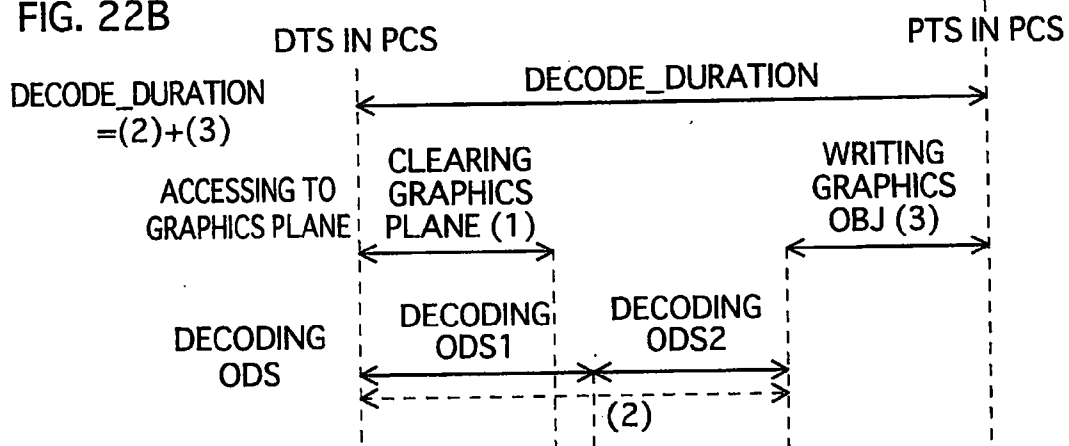 FIG. 22B
DTS IN PCS
PTS IN PCS
DECODE_DURATION
=(2)+(3)
DECODE_DURATION
ACCESSING TO
GRAPHICS PLANE
CLEARING
GRAPHICS
PLANE (1)
WRITING
GRAPHICS
OBJ (3)
DECODING
ODS
DECODING
ODS1
DECODING
ODS2
(2)